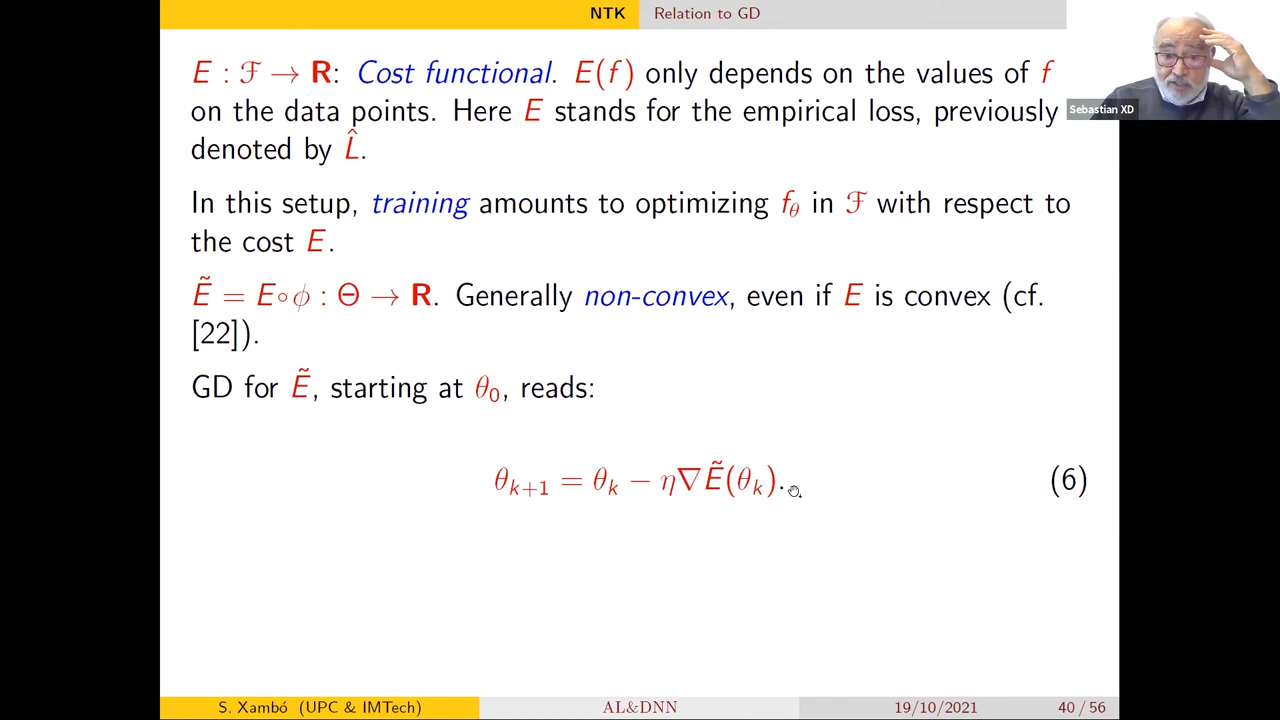 NTK Relation to GD
E : ℱ → R: Cost functional. E(f) only depends on the values of f
on the data points. Here E stands for the empirical loss, previously
denoted by L̂.
In this setup, training amounts to optimizing f_θ in ℱ with respect to
the cost E.
Ẽ = E∘ϕ : Θ → R. Generally non-convex, even if E is convex (cf.
[22]).
GD for Ẽ, starting at θ₀, reads:
θ_{k+1} = θ_k − η∇Ẽ(θ_k). (6)
Sebastian XD
S. Xambó (UPC & IMTech) AL&DNN 19/10/2021 40 / 56